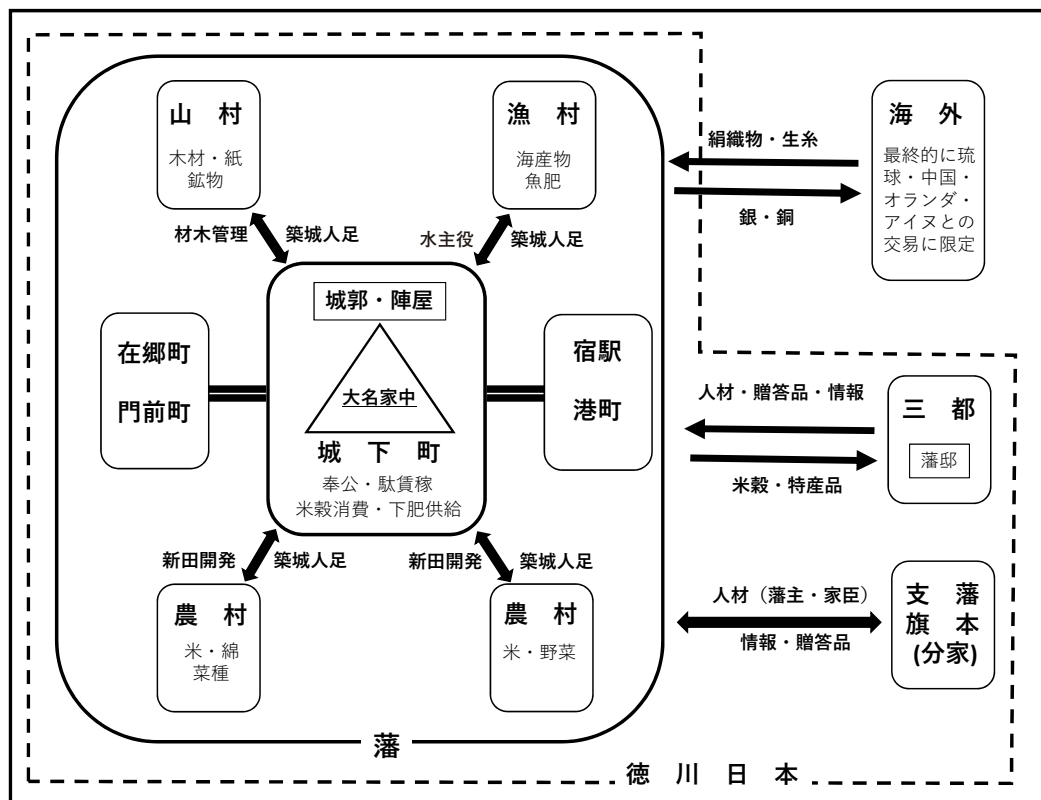 山 村
木材・紙
鉱物
漁 村
海産物
魚肥
海 外
最終的に琉
球・中国・
オランダ・
アイヌとの
交易に限定
絹織物・生糸
銀・銅
材木管理
築城人足
水主役
築城人足
城郭・陣屋
大名家中
城 下 町
奉公・駄賃稼
米穀消費・下肥供給
在郷町
門前町
宿駅
港町
人材・贈答品・情報
米穀・特産品
三 都
藩邸
新田開発
築城人足
新田開発
築城人足
農 村
米・綿
菜種
農 村
米・野菜
人材（藩主・家臣）
情報・贈答品
支 藩
旗 本
(分家)
藩
徳 川 日 本